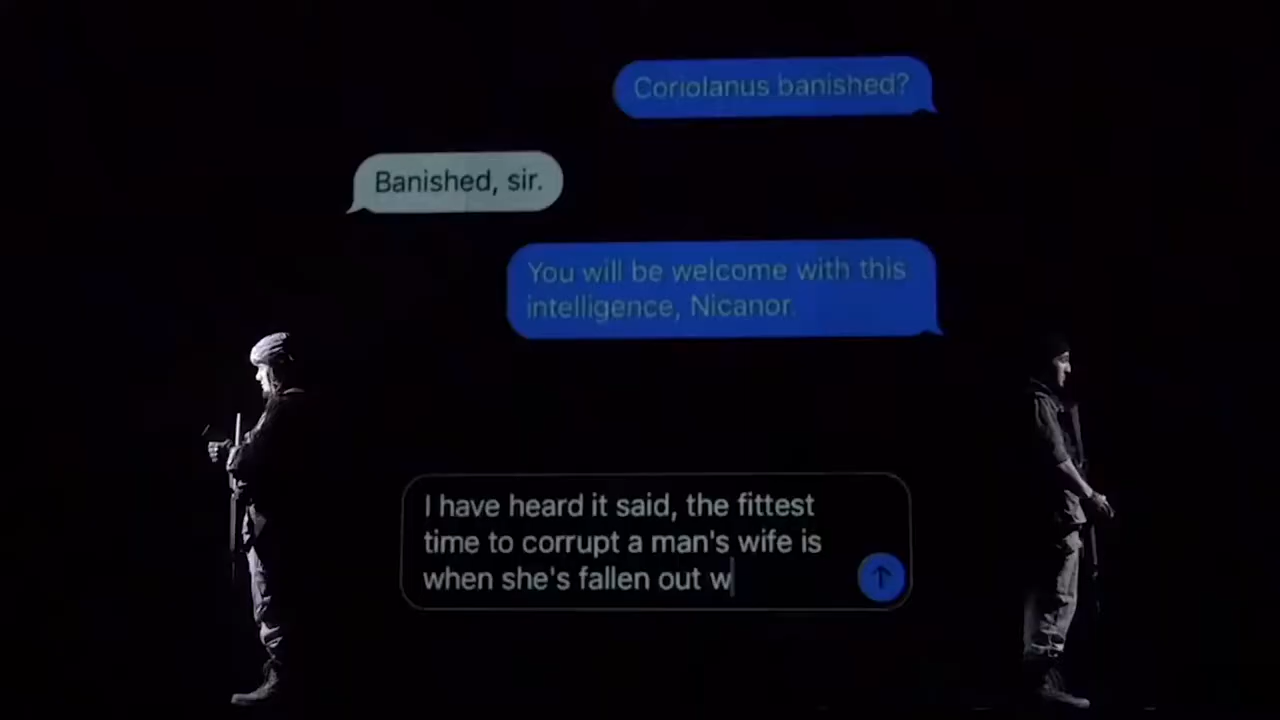 Coriolanus banished?
Banished, sir.
You will be welcome with this
intelligence, Nicanor.
I have heard it said, the fittest
time to corrupt a man's wife is
when she's fallen out w